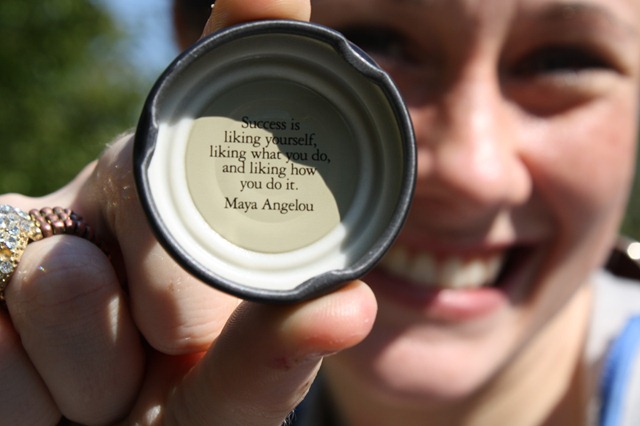 Success is
liking yourself,
liking what you do,
and liking how
you do it.
Maya Angelou